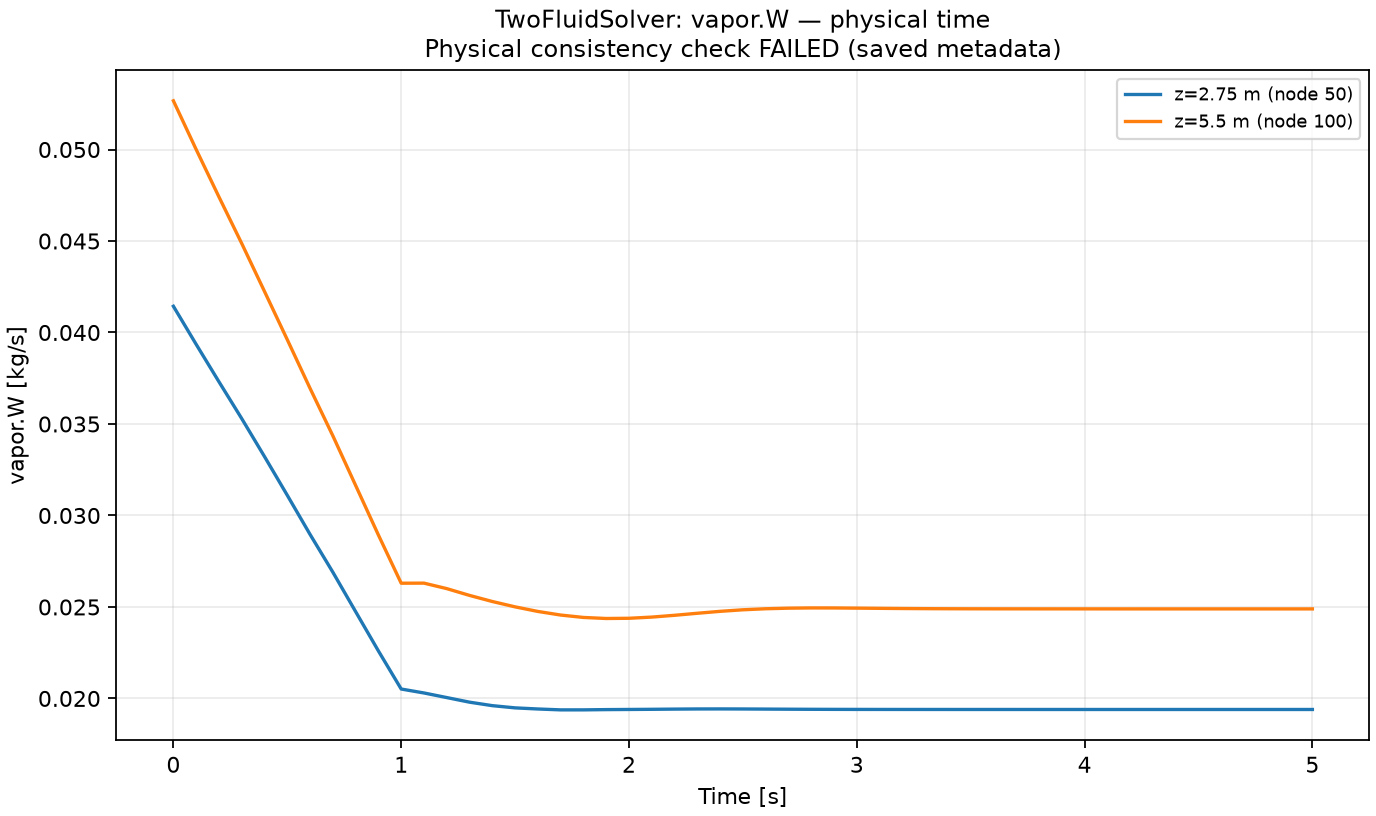 TwoFluidSolver: vapor.W — physical time
Physical consistency check FAILED (saved metadata)
z=2.75 m (node 50)
z=5.5 m (node 100)
vapor.W [kg/s]
0.050
0.045
0.040
0.035
0.030
0.025
0.020
0
1
2
3
4
5
Time [s]